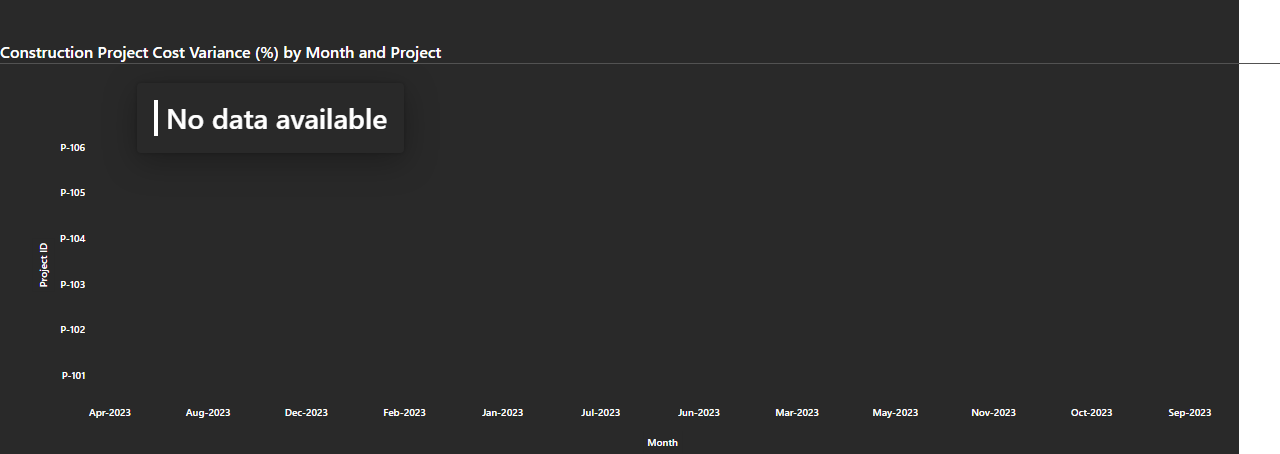 Construction Project Cost Variance (%) by Month and Project
No data available
P-106
P-105
P-104
P-103
P-102
P-101
Project ID
Apr-2023 Aug-2023 Dec-2023 Feb-2023 Jan-2023 Jul-2023 Jun-2023 Mar-2023 May-2023 Nov-2023 Oct-2023 Sep-2023
Month